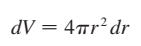 dV = 4πr² dr